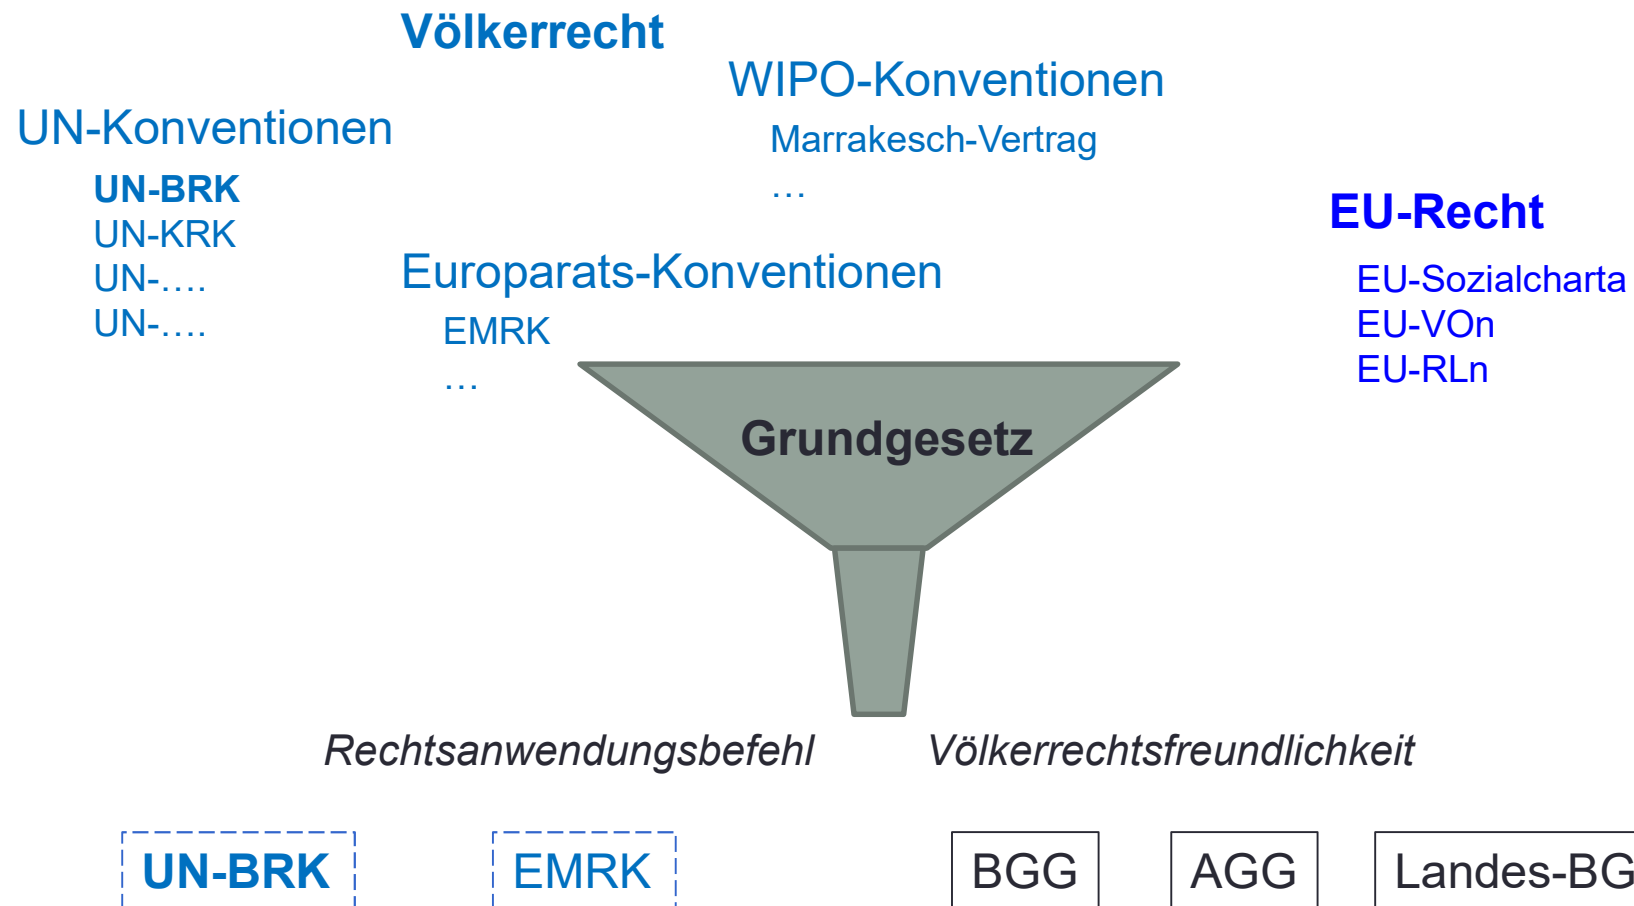 Völkerrecht
WIPO-Konventionen
Marrakesch-Vertrag
…
UN-Konventionen
UN-BRK
UN-KRK
UN-….
UN-….
Europarats-Konventionen
EMRK
…
EU-Recht
EU-Sozialcharta
EU-VOn
EU-RLn
Grundgesetz
Rechtsanwendungsbefehl
Völkerrechtsfreundlichkeit
UN-BRK
EMRK
BGG
AGG
Landes-BG